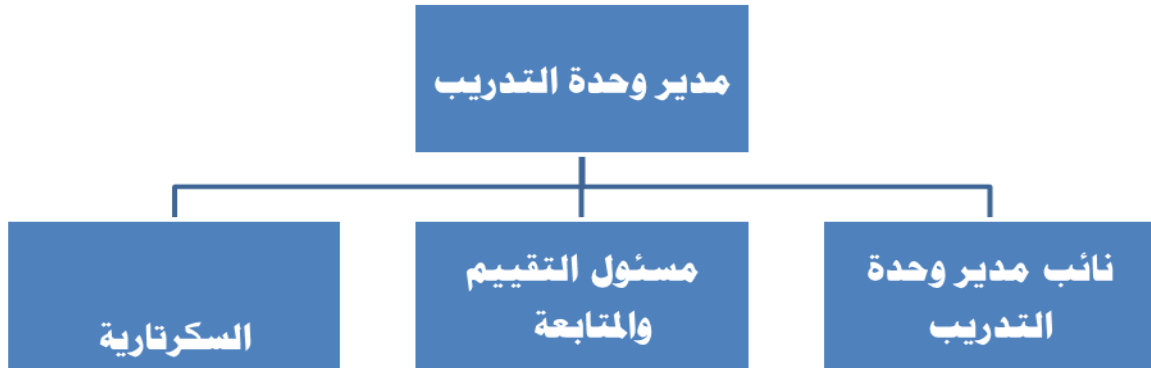 مدير وحدة التدريب
نائب مدير وحدة
التدريب
مسئول التقييم
والمتابعة
السكرتارية